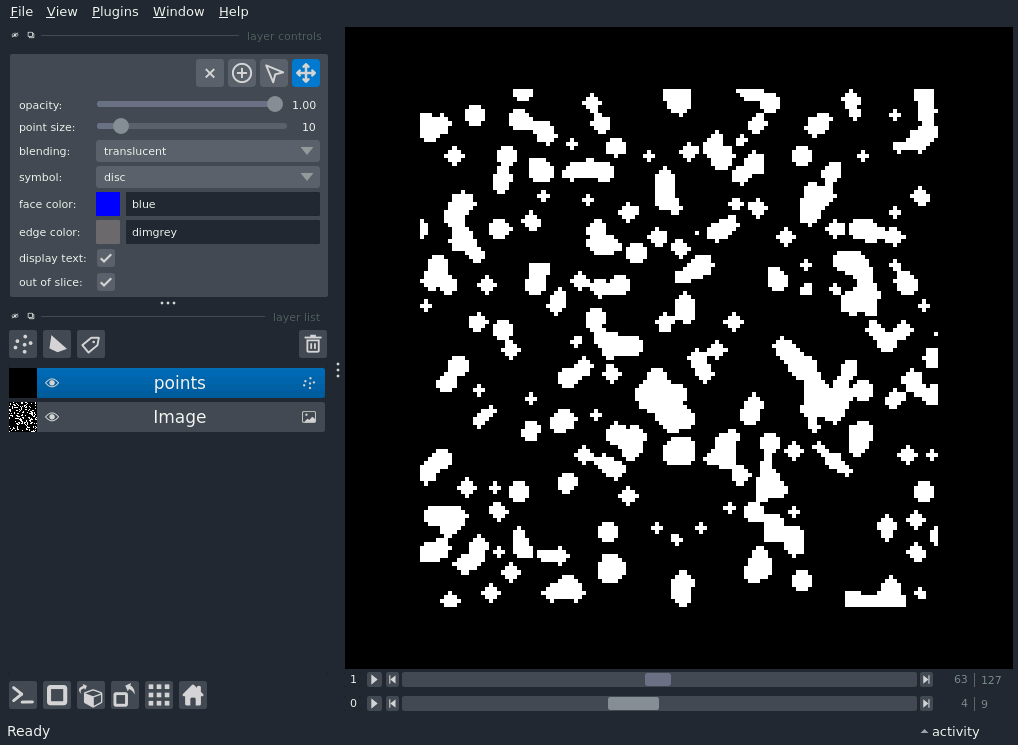 File View Plugins Window Help
layer controls
opacity: 1.00
point size: 10
blending: translucent
symbol: disc
face color: blue
edge color: dimgrey
display text:
out of slice:
layer list
points
Image
1 63 127
0 4 9
Ready activity